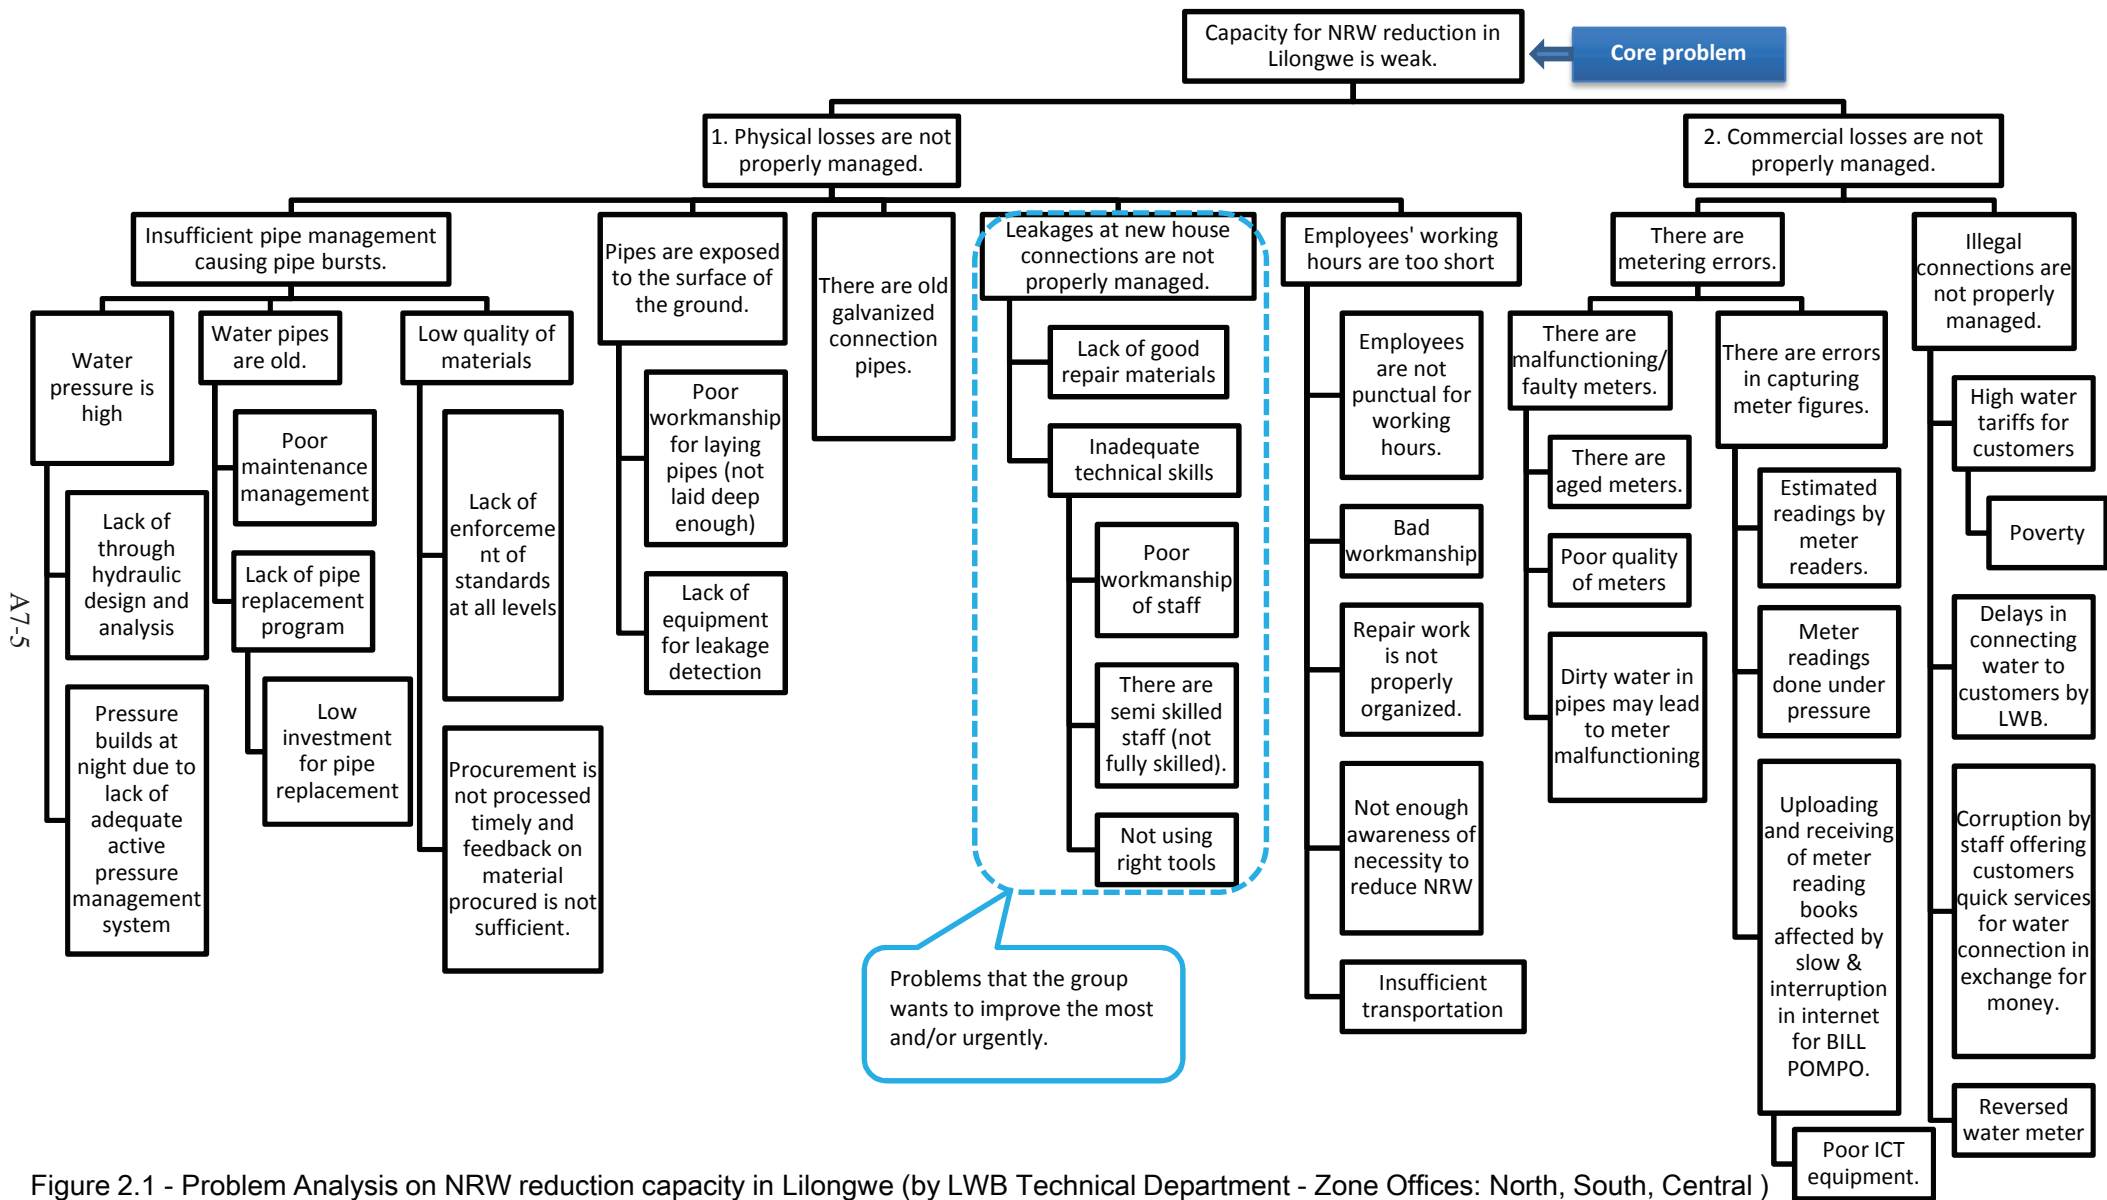 Capacity for NRW reduction in
Lilongwe is weak.
Core problem
1. Physical losses are not
properly managed.
2. Commercial losses are not
properly managed.
Insufficient pipe management
causing pipe bursts.
Pipes are exposed
to the surface of
the ground.
There are old
galvanized
connection
pipes.
Leakages at new house
connections are not
properly managed.
Employees' working
hours are too short
There are
metering errors.
Illegal
connections are
not properly
managed.
Water
pressure is
high
Water pipes
are old.
Low quality of
materials
Lack of
through
hydraulic
design and
analysis
Pressure
builds at
night due to
lack of
adequate
active
pressure
management
system
Poor
maintenance
management
Lack of pipe
replacement
program
Low
investment
for pipe
replacement
Lack of
enforceme
nt of
standards
at all levels
Procurement is
not processed
timely and
feedback on
material
procured is not
sufficient.
Poor
workmanship
for laying
pipes (not
laid deep
enough)
Lack of
equipment
for leakage
detection
Lack of good
repair materials
Inadequate
technical skills
Poor
workmanship
of staff
There are
semi skilled
staff (not
fully skilled).
Not using
right tools
Problems that the group
wants to improve the most
and/or urgently.
Employees
are not
punctual for
working
hours.
Bad
workmanship
Repair work
is not
properly
organized.
Not enough
awareness of
necessity to
reduce NRW
Insufficient
transportation
There are
malfunctioning/
faulty meters.
There are
aged meters.
Poor quality
of meters
Dirty water in
pipes may lead
to meter
malfunctioning
There are errors
in capturing
meter figures.
Estimated
readings by
meter
readers.
Meter
readings
done under
pressure
Uploading
and receiving
of meter
reading
books
affected by
slow &
interruption
in internet
for BILL
POMPO.
Poor ICT
equipment.
High water
tariffs for
customers
Poverty
Delays in
connecting
water to
customers by
LWB.
Corruption by
staff offering
customers
quick services
for water
connection in
exchange for
money.
Reversed
water meter
A7-5
Figure 2.1 - Problem Analysis on NRW reduction capacity in Lilongwe (by LWB Technical Department - Zone Offices: North, South, Central )